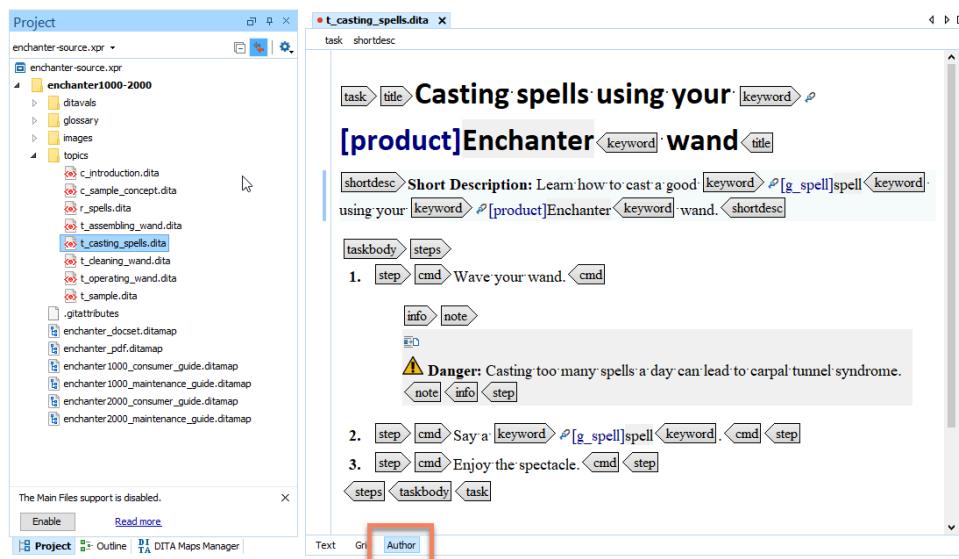 Project
enchanter-source.xpr
enchanter-source.xpr
enchanter1000-2000
ditavals
glossary
images
topics
c_introduction.dita
c_sample_concept.dita
r_spells.dita
t_assembling_wand.dita
t_casting_spells.dita
t_cleaning_wand.dita
t_operating_wand.dita
t_sample.dita
.gitattributes
enchanter_docset.ditamap
enchanter_pdf.ditamap
enchanter1000_consumer_guide.ditamap
enchanter1000_maintenance_guide.ditamap
enchanter2000_consumer_guide.ditamap
enchanter2000_maintenance_guide.ditamap
The Main Files support is disabled.
Enable Read more
Project Outline DITA Maps Manager
t_casting_spells.dita
task shortdesc
task title Casting spells using your keyword
[product]Enchanter keyword wand title
shortdesc Short Description: Learn how to cast a good keyword [g_spell]spell keyword
using your keyword [product]Enchanter keyword wand. shortdesc
taskbody steps
1. step cmd Wave your wand. cmd
info note
Danger: Casting too many spells a day can lead to carpal tunnel syndrome.
note info step
2. step cmd Say a keyword [g_spell]spell keyword . cmd step
3. step cmd Enjoy the spectacle. cmd step
steps taskbody task
Text Gri Author